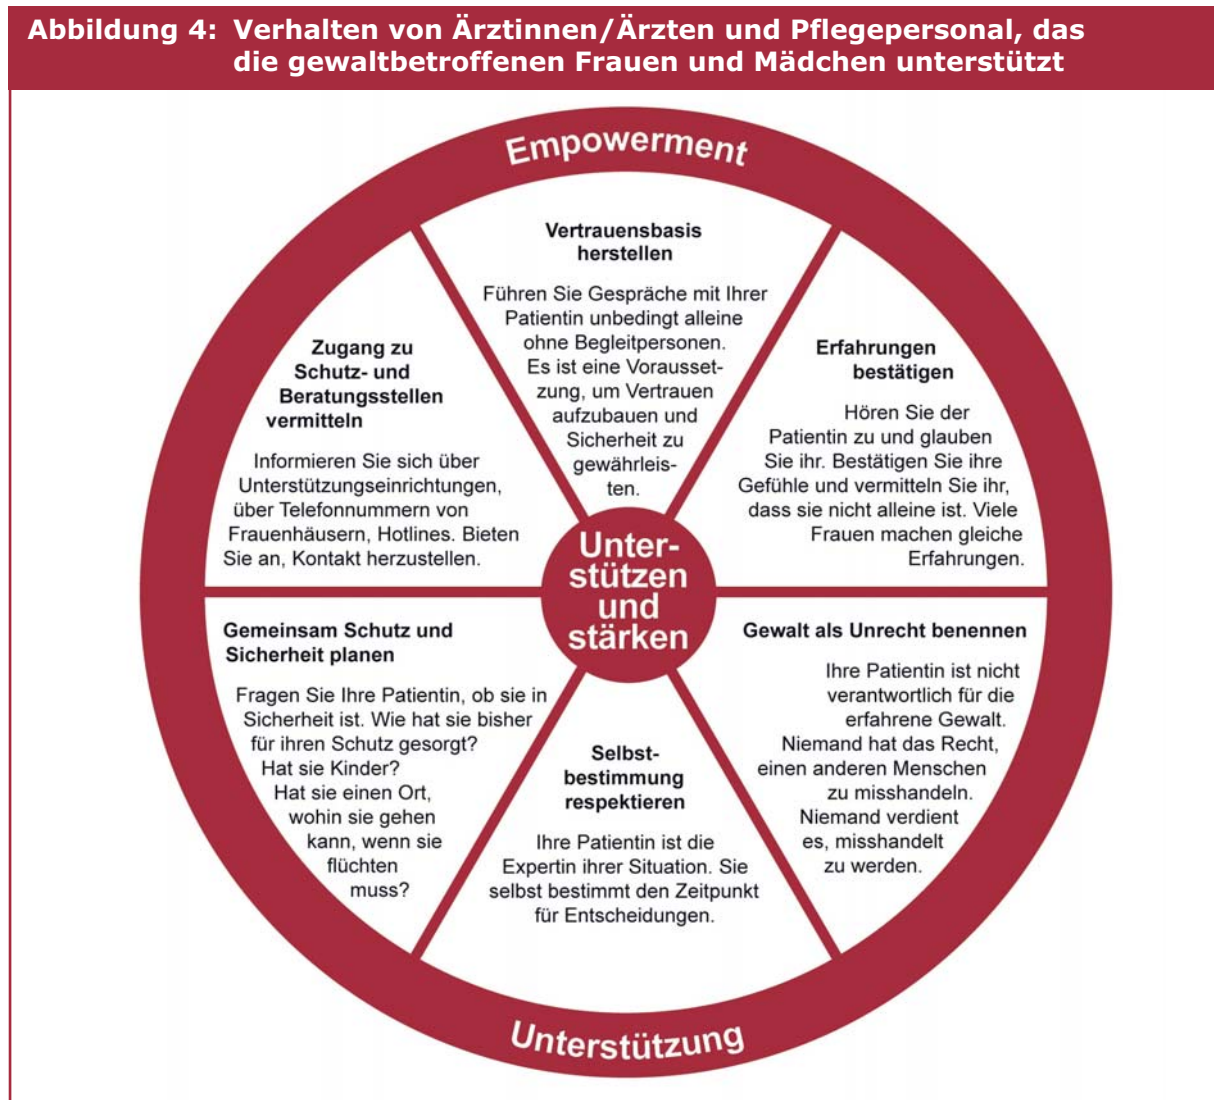 Abbildung 4: Verhalten von Ärztinnen/Ärzten und Pflegepersonal, das
die gewaltbetroffenen Frauen und Mädchen unterstützt
Empowerment
Vertrauensbasis
herstellen
Führen Sie Gespräche mit Ihrer
Patientin unbedingt alleine
ohne Begleitpersonen.
Es ist eine Vorausset-
zung, um Vertrauen
aufzubauen und
Sicherheit zu
gewährleis-
ten.
Erfahrungen
bestätigen
Hören Sie der
Patientin zu und glauben
Sie ihr. Bestätigen Sie ihre
Gefühle und vermitteln Sie ihr,
dass sie nicht alleine ist. Viele
Frauen machen gleiche
Erfahrungen.
Gewalt als Unrecht benennen
Ihre Patientin ist nicht
verantwortlich für die
erfahrene Gewalt.
Niemand hat das Recht,
einen anderen Menschen
zu misshandeln.
Niemand verdient
es, misshandelt
zu werden.
Selbst-
bestimmung
respektieren
Ihre Patientin ist die
Expertin ihrer Situation. Sie
selbst bestimmt den Zeitpunkt
für Entscheidungen.
Gemeinsam Schutz und
Sicherheit planen
Fragen Sie Ihre Patientin, ob sie in
Sicherheit ist. Wie hat sie bisher
für ihren Schutz gesorgt?
Hat sie Kinder?
Hat sie einen Ort,
wohin sie gehen
kann, wenn sie
flüchten
muss?
Zugang zu
Schutz- und
Beratungsstellen
vermitteln
Informieren Sie sich über
Unterstützungseinrichtungen,
über Telefonnummern von
Frauenhäusern, Hotlines. Bieten
Sie an, Kontakt herzustellen.
Unter-
stützen
und
stärken
Unterstützung